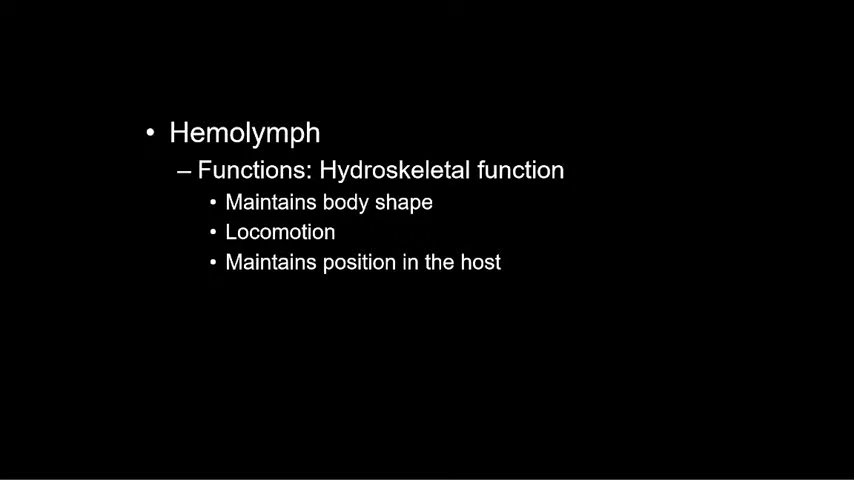 • Hemolymph
– Functions: Hydroskeletal function
• Maintains body shape
• Locomotion
• Maintains position in the host